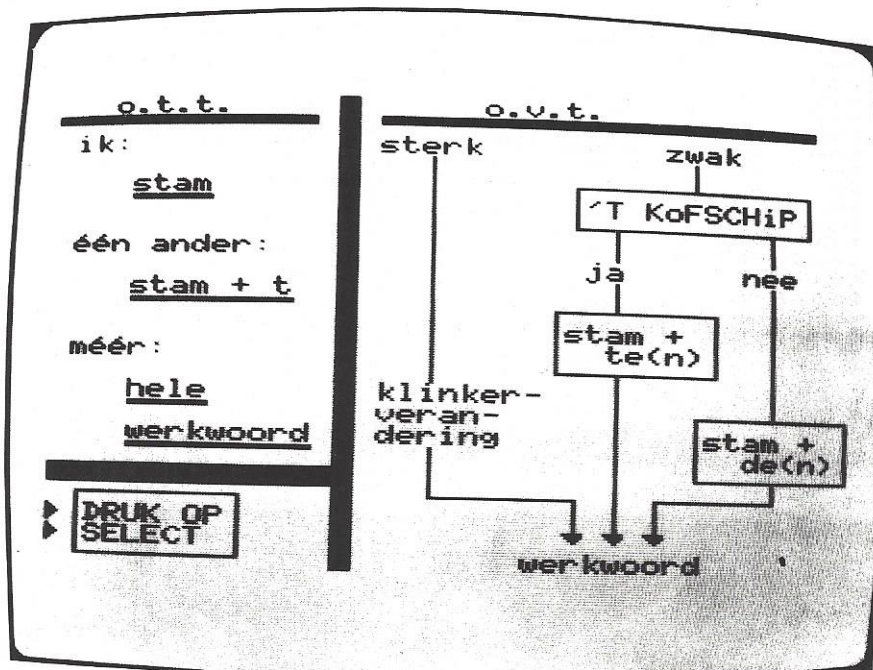 o.t.t.
ik:
stam
één ander:
stam + t
méér:
hele
werkwoord
DRUK OP
SELECT
o.v.t.
sterk
zwak
'T KoFSCHiP
ja
nee
stam +
te(n)
klinker-
veran-
dering
stam +
de(n)
werkwoord